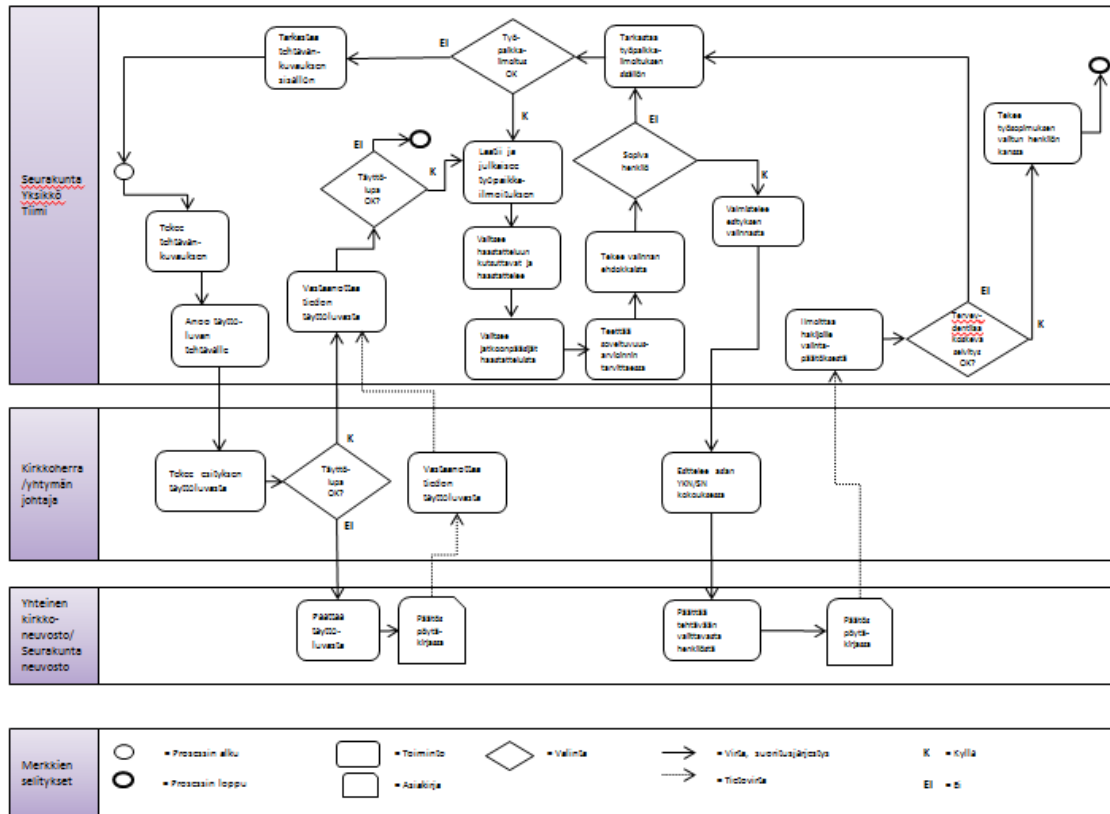 Seurakunta
Yksikkö
Tiimi
Tarkastaa
tehtävän-
kuvauksen
sisällön
EI
Työ-
paikka-
ilmoitus
OK
K
Tarkastaa
työpaikka-
ilmoituksen
sisällön
EI
Täyttö-
lupa
OK?
K
Laatii ja
julkaisee
työpaikka-
ilmoituksen
EI
Sopiva
henkilö
K
Tekee
työsopimuksen
valitun henkilön
kanssa
Tekee
tehtävän-
kuvauksen
Valitsee
haastatteluun
kutsuttavat ja
haastattelee
Tekee valinnan
ehdokkaista
Valmistelee
esityksen
valinnasta
Anoo täyttö-
luvan
tehtävälle
Vastaanottaa
tiedon
täyttöluvasta
Valitsee
jatkoonpääsijät
haastatteluista
Teettää
soveltuvuus-
arvioinnin
tarvittaessa
Ilmoittaa
hakijoille
valinta-
päätöksestä
EI
Tervey-
dentilaa
koskeva
selvitys
OK?
K
Kirkkoherra
/yhtymän
johtaja
Tekee esityksen
täyttöluvasta
K
Täyttö-
lupa
OK?
EI
Vastaanottaa
tiedon
täyttöluvasta
Esittelee asian
YKN/SN
kokouksessa
Yhteinen
kirkko-
neuvosto/
Seurakunta
neuvosto
Päättää
täyttö-
luvasta
Päätös
pöytä-
kirjassa
Päättää
tehtävään
valittavasta
henkilöstä
Päätös
pöytä-
kirjassa
Merkkien
selitykset
= Prosessin alku
= Toiminto
= Valinta
= Virta, suoritusjärjestys
K = Kyllä
= Prosessin loppu
= Asiakirja
= Tietovirta
EI = Ei